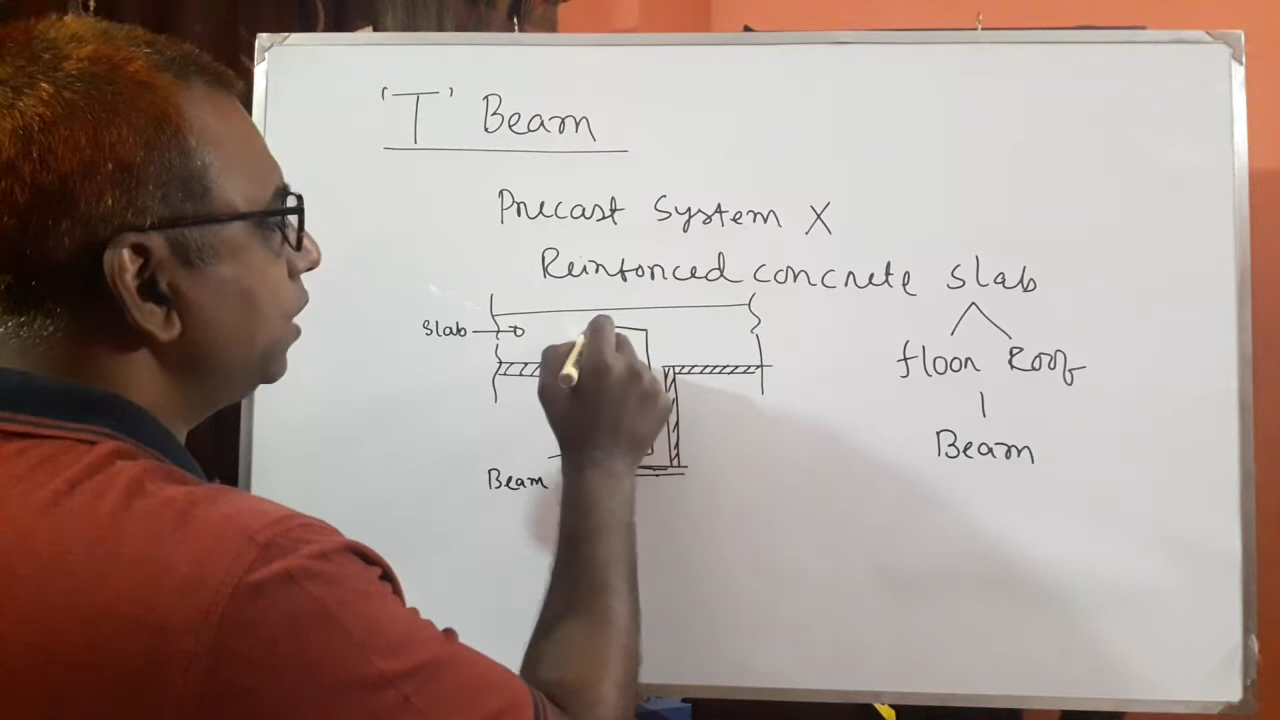 'T' Beam
Precast System X
Reinforced concrete slab
floor Roof
Beam
Slab
Beam